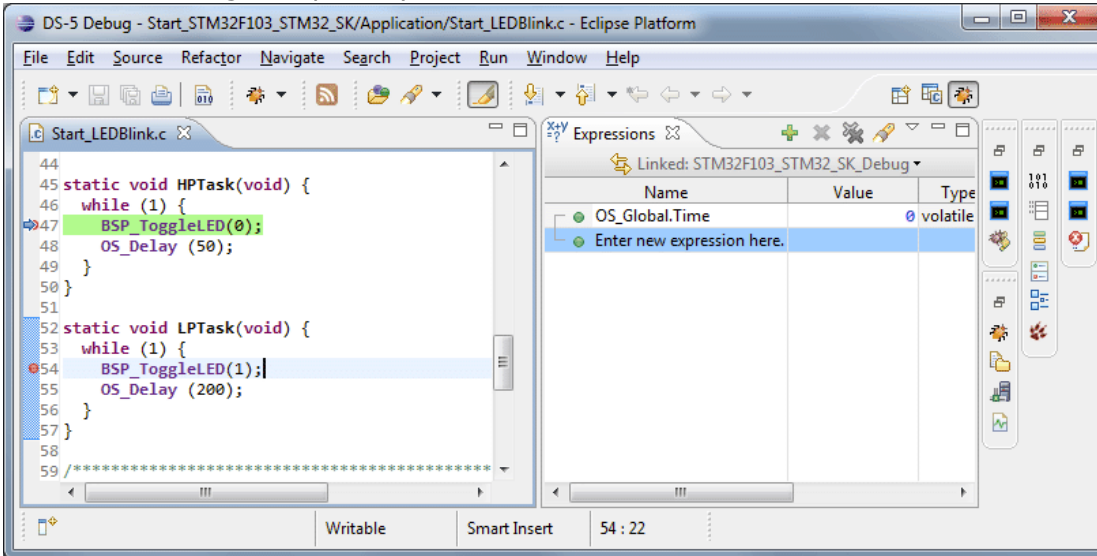 DS-5 Debug - Start_STM32F103_STM32_SK/Application/Start_LEDBlink.c - Eclipse Platform
File Edit Source Refactor Navigate Search Project Run Window Help
Start_LEDBlink.c
44
45 static void HPTask(void) {
46 while (1) {
47 BSP_ToggleLED(0);
48 OS_Delay (50);
49 }
50 }
51
52 static void LPTask(void) {
53 while (1) {
54 BSP_ToggleLED(1);
55 OS_Delay (200);
56 }
57 }
58
59 /********************************************
Expressions
Linked: STM32F103_STM32_SK_Debug
Name Value Type
OS_Global.Time 0 volatile
Enter new expression here.
Writable Smart Insert 54 : 22